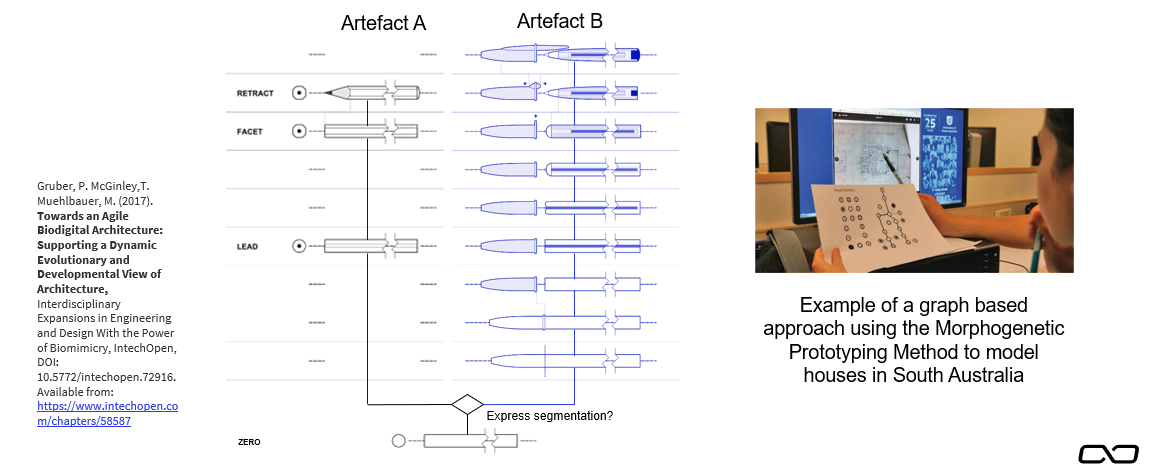 Artefact A
Artefact B
RETRACT
FACET
LEAD
Express segmentation?
ZERO
Gruber, P. McGinley,T.
Muehlbauer, M. (2017).
Towards an Agile
Biodigital Architecture:
Supporting a Dynamic
Evolutionary and
Developmental View of
Architecture,
Interdisciplinary
Expansions in Engineering
and Design With the Power
of Biomimicry, IntechOpen,
DOI:
10.5772/intechopen.72916.
Available from:
https://www.intechopen.co
m/chapters/58587
25
Example of a graph based
approach using the Morphogenetic
Prototyping Method to model
houses in South Australia